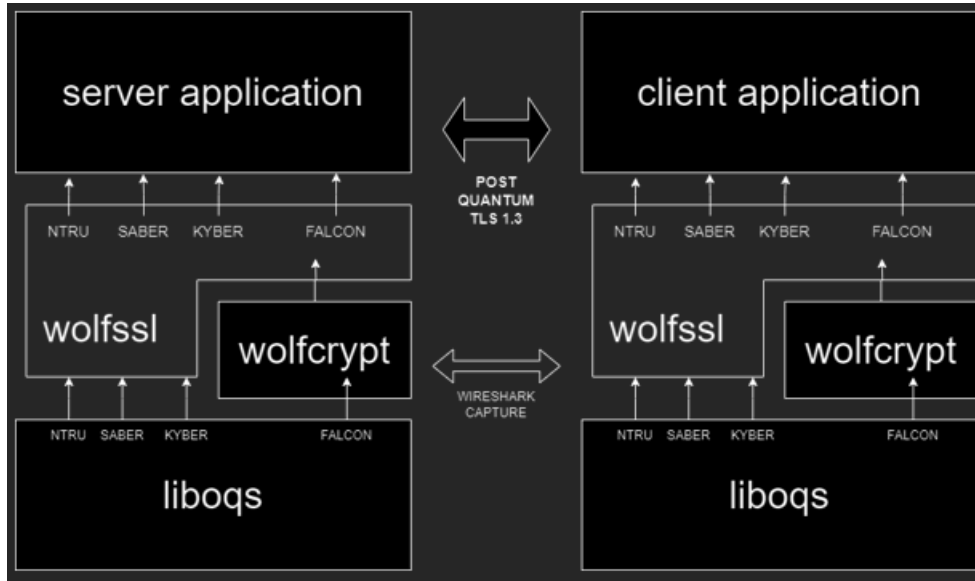 server application
client application
POST
QUANTUM
TLS 1.3
NTRU SABER KYBER FALCON
NTRU SABER KYBER FALCON
wolfssl
wolfcrypt
wolfssl
wolfcrypt
WIRESHARK
CAPTURE
NTRU SABER KYBER FALCON
NTRU SABER KYBER FALCON
liboqs
liboqs